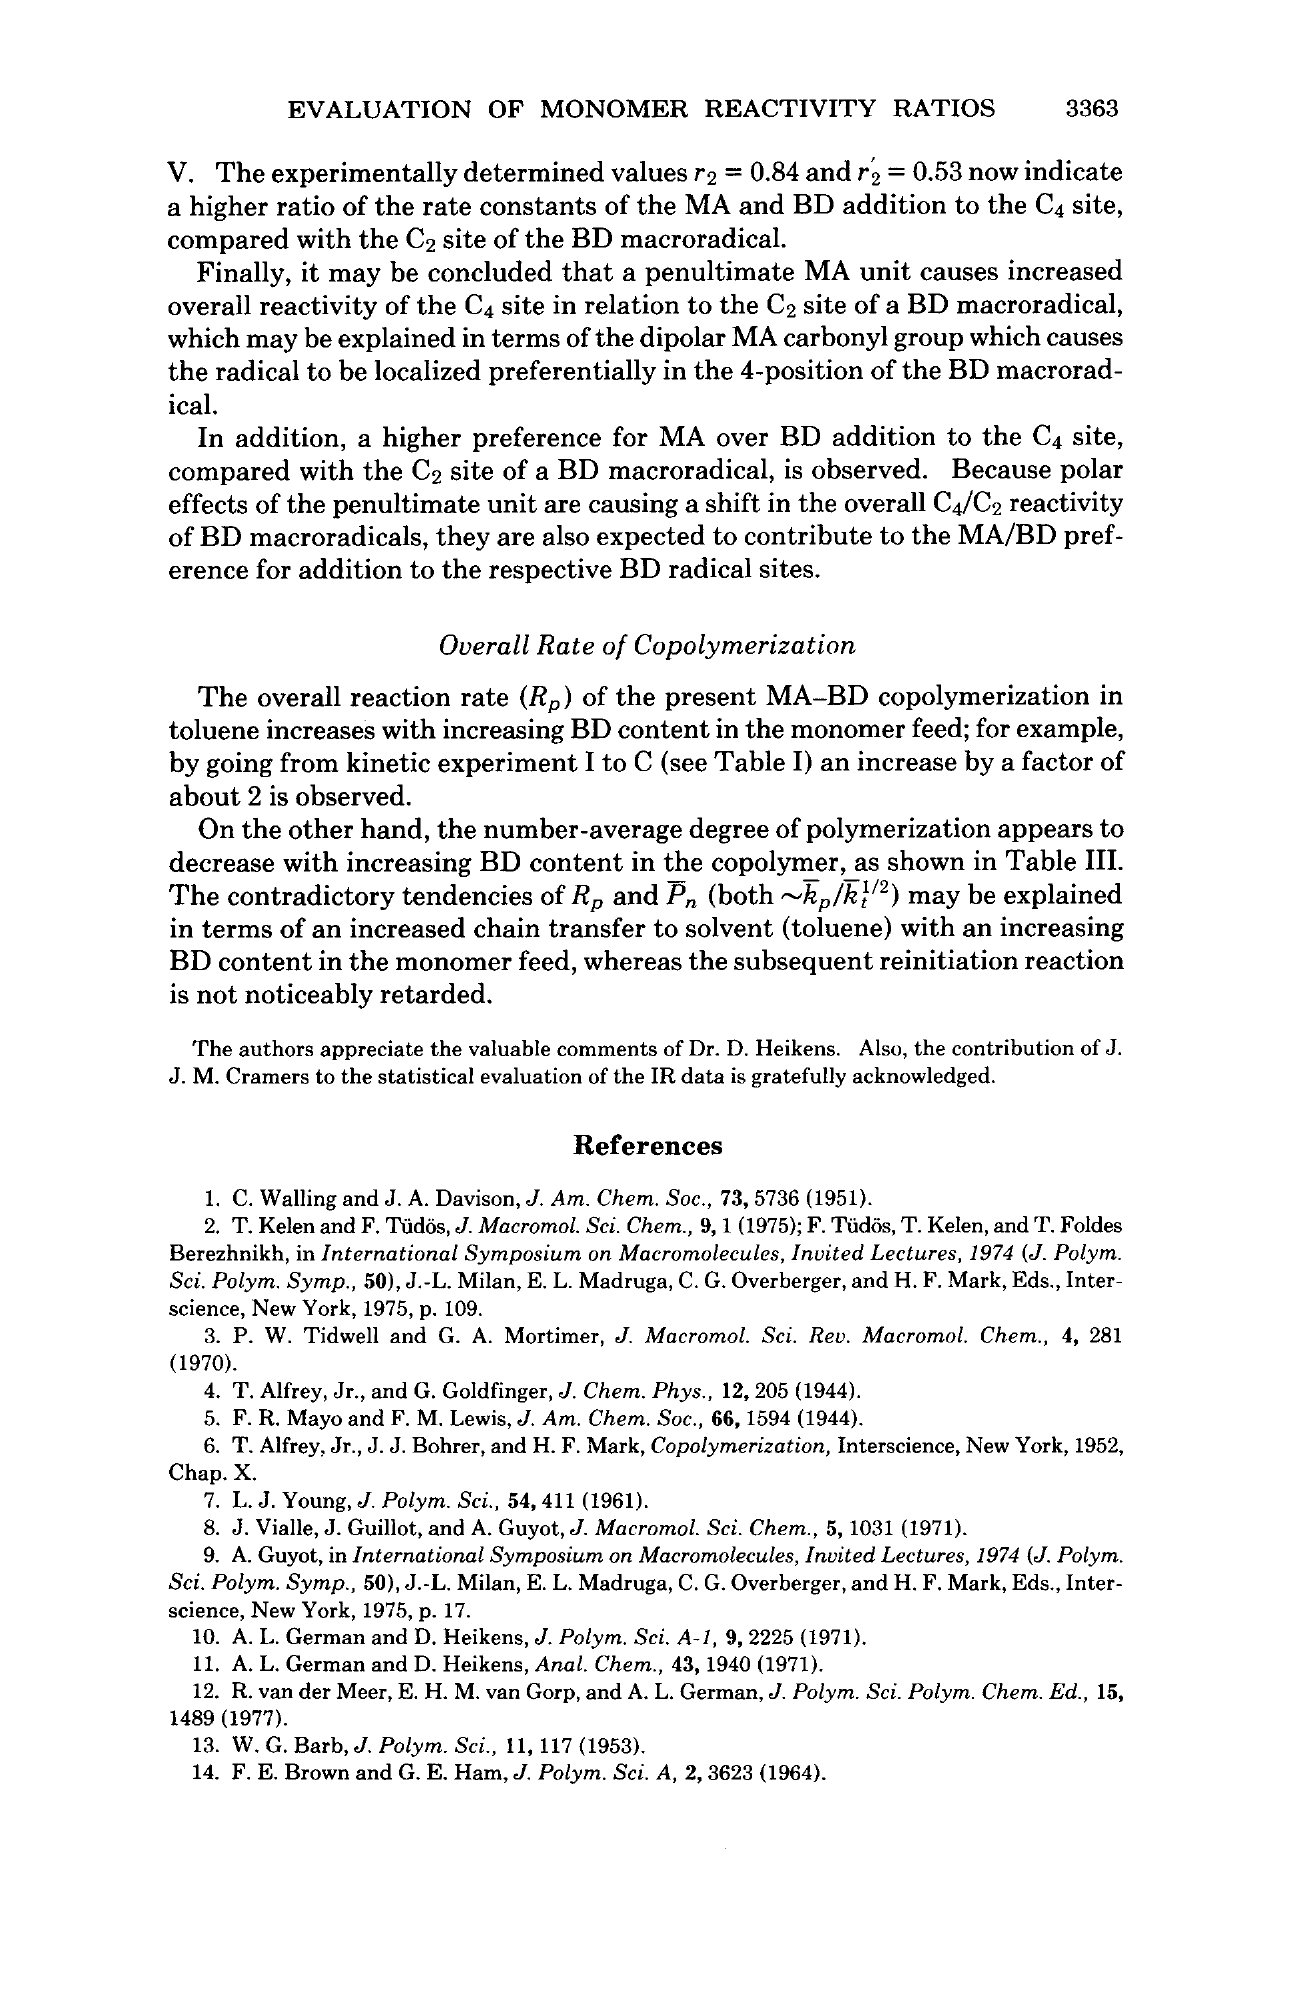 EVALUATION OF MONOMER REACTIVITY RATIOS 3363
V. The experimentally determined values r2 = 0.84 and r2′ = 0.53 now indicate
a higher ratio of the rate constants of the MA and BD addition to the C4 site,
compared with the C2 site of the BD macroradical.
Finally, it may be concluded that a penultimate MA unit causes increased
overall reactivity of the C4 site in relation to the C2 site of a BD macroradical,
which may be explained in terms of the dipolar MA carbonyl group which causes
the radical to be localized preferentially in the 4-position of the BD macrorad-
ical.
In addition, a higher preference for MA over BD addition to the C4 site,
compared with the C2 site of a BD macroradical, is observed. Because polar
effects of the penultimate unit are causing a shift in the overall C4/C2 reactivity
of BD macroradicals, they are also expected to contribute to the MA/BD pref-
erence for addition to the respective BD radical sites.
Overall Rate of Copolymerization
The overall reaction rate (Rp) of the present MA–BD copolymerization in
toluene increases with increasing BD content in the monomer feed; for example,
by going from kinetic experiment I to C (see Table I) an increase by a factor of
about 2 is observed.
On the other hand, the number-average degree of polymerization appears to
decrease with increasing BD content in the copolymer, as shown in Table III.
The contradictory tendencies of Rp and P̅n (both ~k̅p/k̅t^1/2) may be explained
in terms of an increased chain transfer to solvent (toluene) with an increasing
BD content in the monomer feed, whereas the subsequent reinitiation reaction
is not noticeably retarded.
The authors appreciate the valuable comments of Dr. D. Heikens. Also, the contribution of J.
J. M. Cramers to the statistical evaluation of the IR data is gratefully acknowledged.
References
1. C. Walling and J. A. Davison, J. Am. Chem. Soc., 73, 5736 (1951).
2. T. Kelen and F. Tüdös, J. Macromol. Sci. Chem., 9, 1 (1975); F. Tüdös, T. Kelen, and T. Foldes
Berezhnikh, in International Symposium on Macromolecules, Invited Lectures, 1974 (J. Polym.
Sci. Polym. Symp., 50), J.-L. Milan, E. L. Madruga, C. G. Overberger, and H. F. Mark, Eds., Inter-
science, New York, 1975, p. 109.
3. P. W. Tidwell and G. A. Mortimer, J. Macromol. Sci. Rev. Macromol. Chem., 4, 281
(1970).
4. T. Alfrey, Jr., and G. Goldfinger, J. Chem. Phys., 12, 205 (1944).
5. F. R. Mayo and F. M. Lewis, J. Am. Chem. Soc., 66, 1594 (1944).
6. T. Alfrey, Jr., J. J. Bohrer, and H. F. Mark, Copolymerization, Interscience, New York, 1952,
Chap. X.
7. L. J. Young, J. Polym. Sci., 54, 411 (1961).
8. J. Vialle, J. Guillot, and A. Guyot, J. Macromol. Sci. Chem., 5, 1031 (1971).
9. A. Guyot, in International Symposium on Macromolecules, Invited Lectures, 1974 (J. Polym.
Sci. Polym. Symp., 50), J.-L. Milan, E. L. Madruga, C. G. Overberger, and H. F. Mark, Eds., Inter-
science, New York, 1975, p. 17.
10. A. L. German and D. Heikens, J. Polym. Sci. A-1, 9, 2225 (1971).
11. A. L. German and D. Heikens, Anal. Chem., 43, 1940 (1971).
12. R. van der Meer, E. H. M. van Gorp, and A. L. German, J. Polym. Sci. Polym. Chem. Ed., 15,
1489 (1977).
13. W. G. Barb, J. Polym. Sci., 11, 117 (1953).
14. F. E. Brown and G. E. Ham, J. Polym. Sci. A, 2, 3623 (1964).